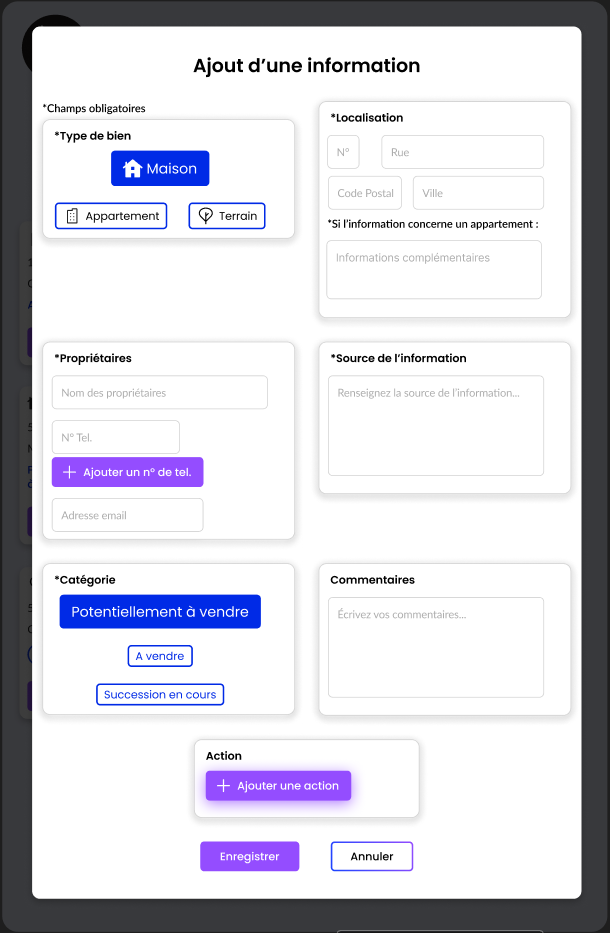 Ajout d’une information
*Champs obligatoires
*Type de bien
Maison
Appartement
Terrain
*Localisation
N°
Rue
Code Postal
Ville
*Si l’information concerne un appartement :
Informations complémentaires
*Propriétaires
Nom des propriétaires
N° Tel.
Ajouter un n° de tel.
Adresse email
*Source de l’information
Renseignez la source de l’information...
*Catégorie
Potentiellement à vendre
A vendre
Succession en cours
Commentaires
Écrivez vos commentaires...
Action
Ajouter une action
Enregistrer
Annuler